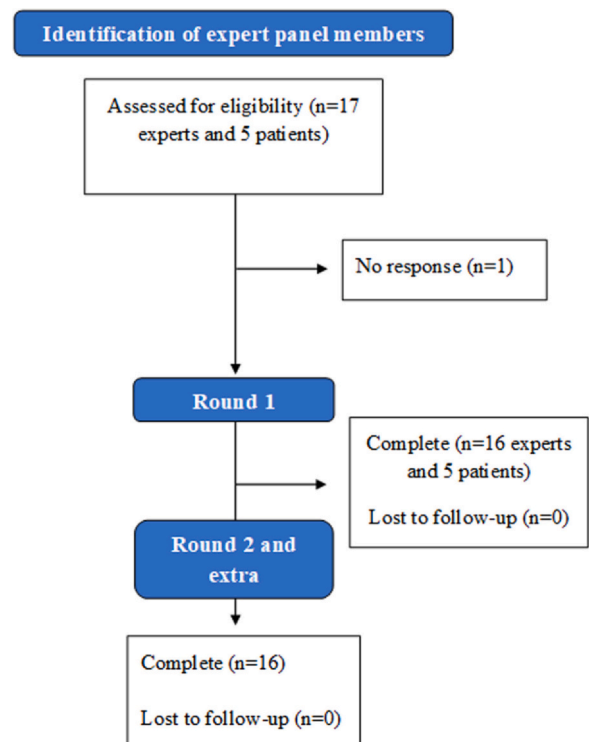 Identification of expert panel members
Assessed for eligibility (n=17
experts and 5 patients)
No response (n=1)
Round 1
Complete (n=16 experts
and 5 patients)
Lost to follow-up (n=0)
Round 2 and
extra
Complete (n=16)
Lost to follow-up (n=0)